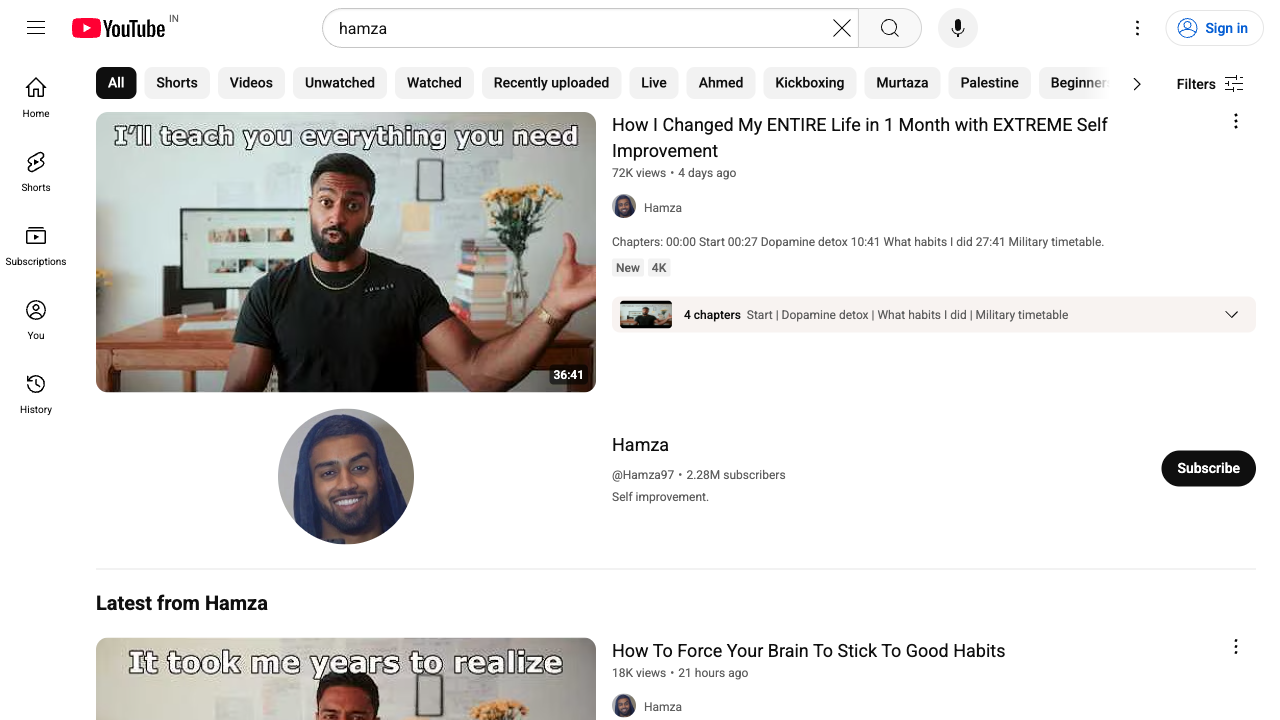 YouTube IN
hamza
Sign in
All Shorts Videos Unwatched Watched Recently uploaded Live Ahmed Kickboxing Murtaza Palestine Beginner
Filters
Home
Shorts
Subscriptions
You
History
I'll teach you everything you need
36:41
How I Changed My ENTIRE Life in 1 Month with EXTREME Self
Improvement
72K views • 4 days ago
Hamza
Chapters: 00:00 Start 00:27 Dopamine detox 10:41 What habits I did 27:41 Military timetable.
New 4K
4 chapters Start | Dopamine detox | What habits I did | Military timetable
Hamza
@Hamza97 • 2.28M subscribers
Self improvement.
Subscribe
Latest from Hamza
It took me years to realize
How To Force Your Brain To Stick To Good Habits
18K views • 21 hours ago
Hamza